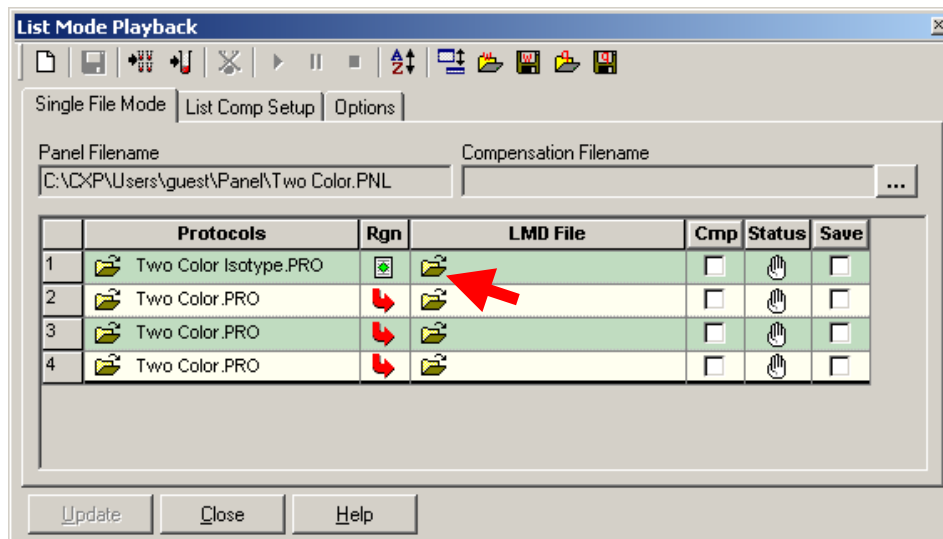 List Mode Playback
Single File Mode List Comp Setup Options
Panel Filename Compensation Filename
C:\CXP\Users\guest\Panel\Two Color.PNL ...
Protocols Rgn LMD File Cmp Status Save
1 Two Color Isotype.PRO
2 Two Color.PRO
3 Two Color.PRO
4 Two Color.PRO
Update Close Help